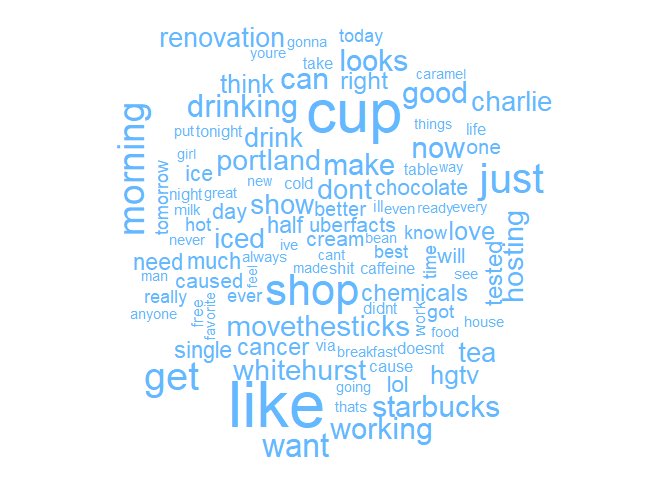 renovation gonna today
youre looks
take
think can right caramel
drinking cup good charlie
put tonight drink things life
morning girl portland make now one
just
ice new cold dont table way
tomorrow chocolate
night great show better ill even ready every
milk day half uberfacts know love
hot
never iced ive cream bean best will
need much always cant time tested hosting
man caused feel made shit caffeine see
really ever shop chemicals
anyone free favorite didnt work got
movethesticks food house
single cancer via breakfast doesnt tea
get whitehurst cause
going lol hgtv
like thats starbucks
want working